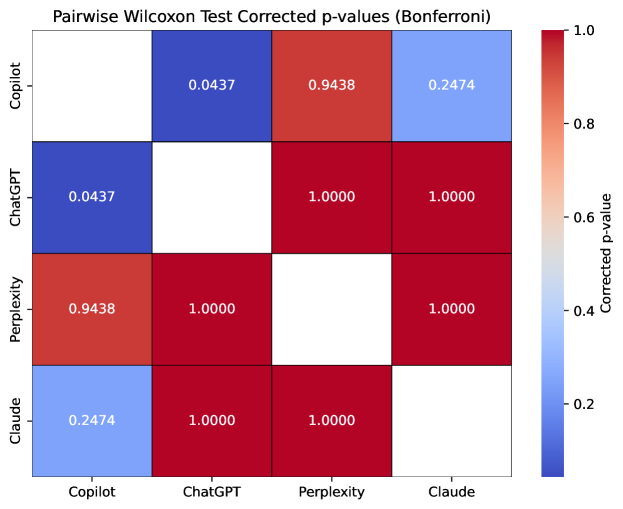 Pairwise Wilcoxon Test Corrected p-values (Bonferroni)
Copilot
0.0437
0.9438
0.2474
ChatGPT
0.0437
1.0000
1.0000
Perplexity
0.9438
1.0000
1.0000
Claude
0.2474
1.0000
1.0000
Copilot
ChatGPT
Perplexity
Claude
1.0
0.8
0.6
0.4
0.2
Corrected p-value